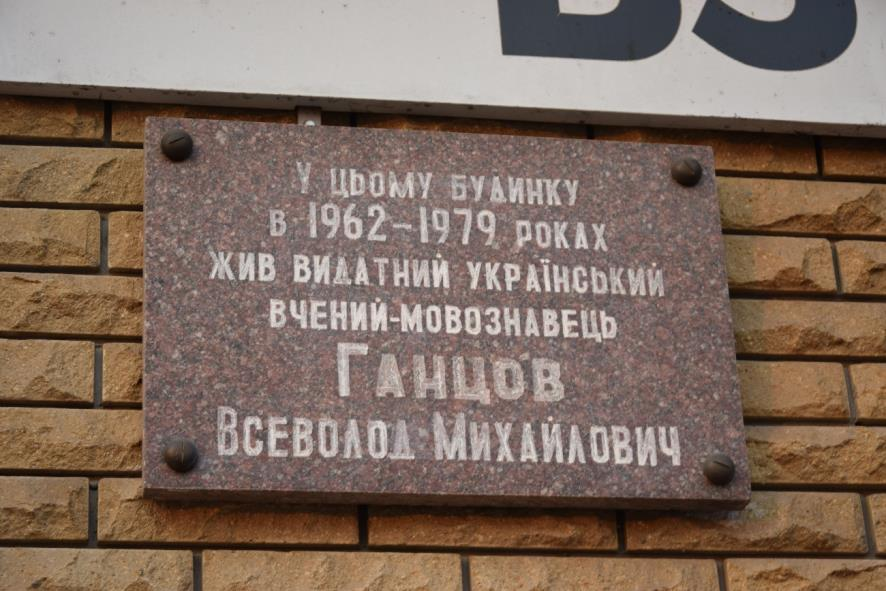 У ЦЬОМУ БУДИНКУ
В 1962-1979 РОКАХ
ЖИВ ВИДАТНИЙ УКРАЇНСЬКИЙ
ВЧЕНИЙ-МОВОЗНАВЕЦЬ
ГАНЦОВ
ВСЕВОЛОД МИХАЙЛОВИЧ